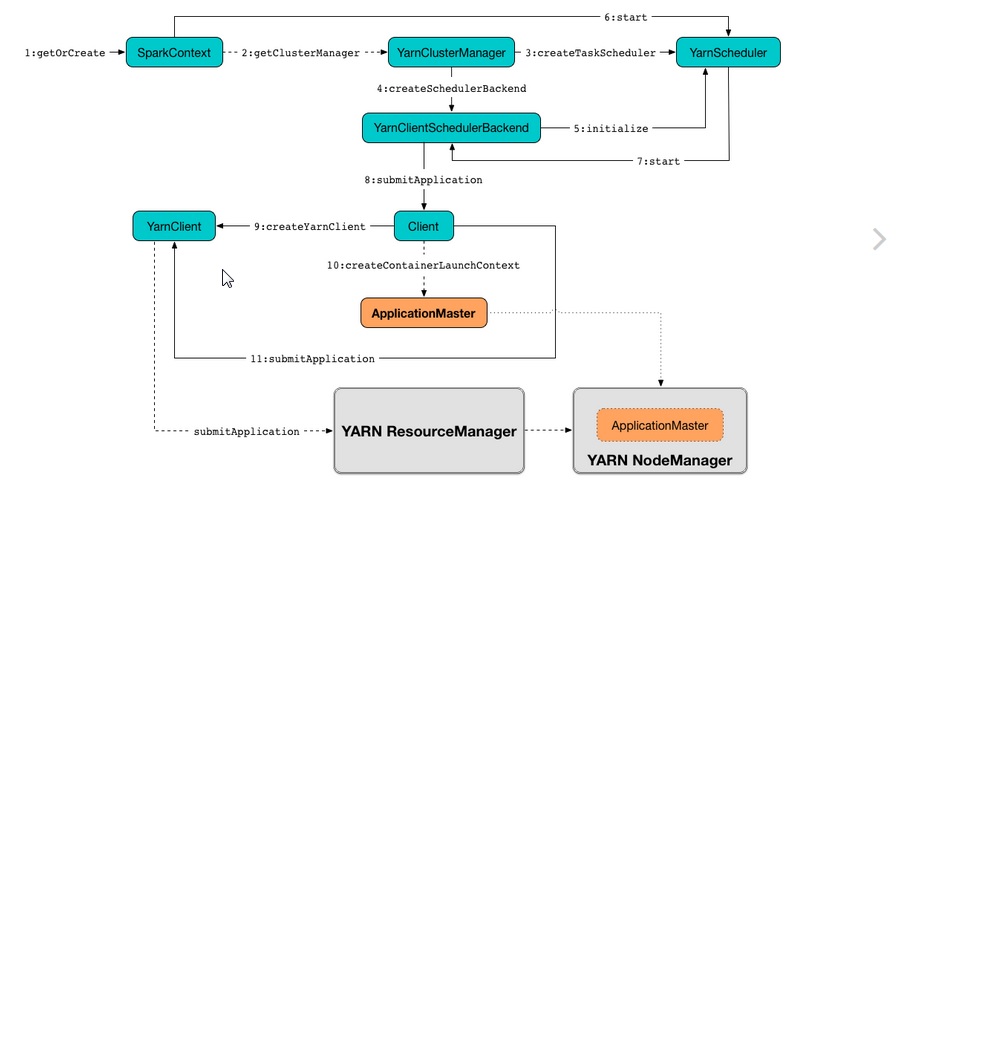 6:start
1:getOrCreate
SparkContext
2:getClusterManager
YarnClusterManager
3:createTaskScheduler
YarnScheduler
4:createSchedulerBackend
YarnClientSchedulerBackend
5:initialize
7:start
8:submitApplication
YarnClient
9:createYarnClient
Client
10:createContainerLaunchContext
ApplicationMaster
11:submitApplication
submitApplication
YARN ResourceManager
ApplicationMaster
YARN NodeManager